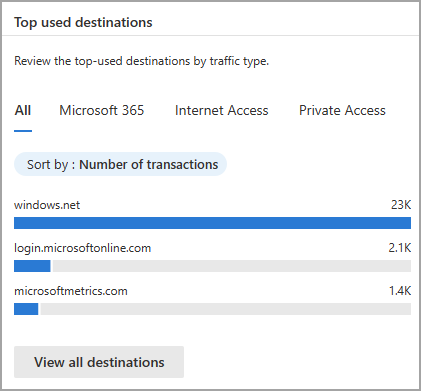 Top used destinations
Review the top-used destinations by traffic type.
All Microsoft 365 Internet Access Private Access
Sort by : Number of transactions
windows.net 23K
login.microsoftonline.com 2.1K
microsoftmetrics.com 1.4K
View all destinations